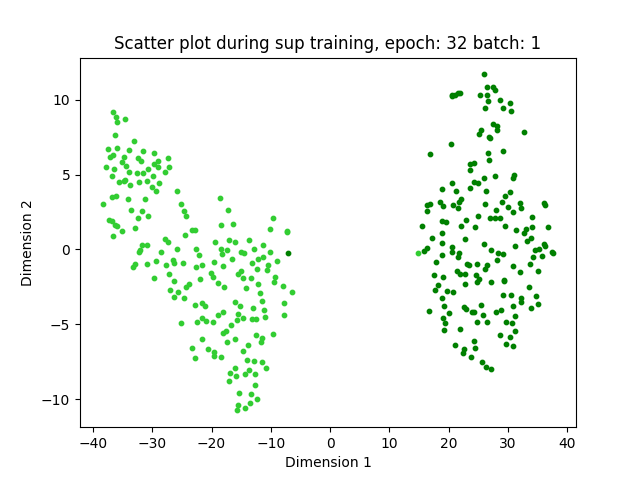 Scatter plot during sup training, epoch: 32 batch: 1
10
5
0
−5
−10
Dimension 2
−40 −30 −20 −10 0 10 20 30 40
Dimension 1